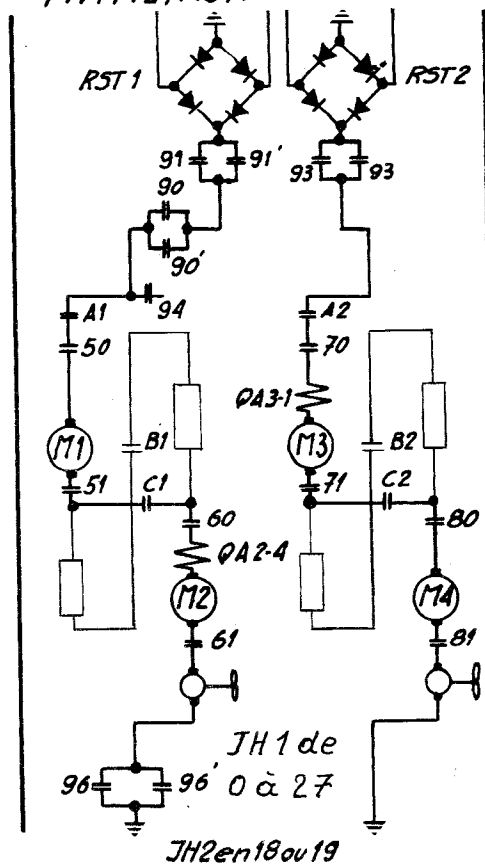 RST1
RST2
91
91'
93
93
90
90'
94
A1
50
A2
70
QA3-1
M1
B1
M3
B2
51
C1
71
C2
60
80
QA2-4
M2
M4
61
81
96
96'
JH1 de
0 à 27
JH2 en 18 ou 19